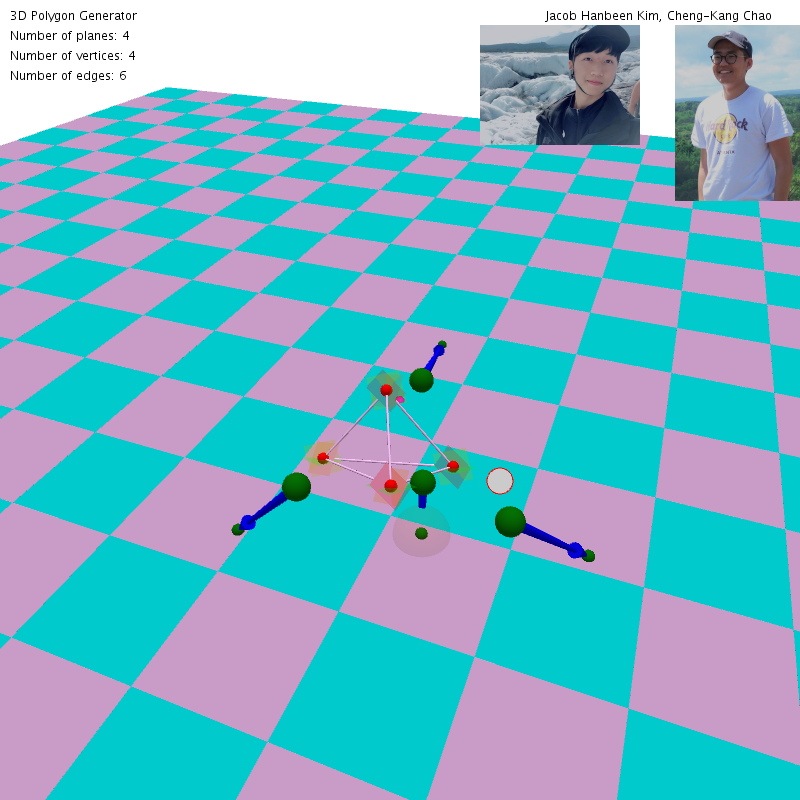 3D Polygon Generator
Jacob Hanbeen Kim, Cheng-Kang Chao
Number of planes: 4
Number of vertices: 4
Number of edges: 6